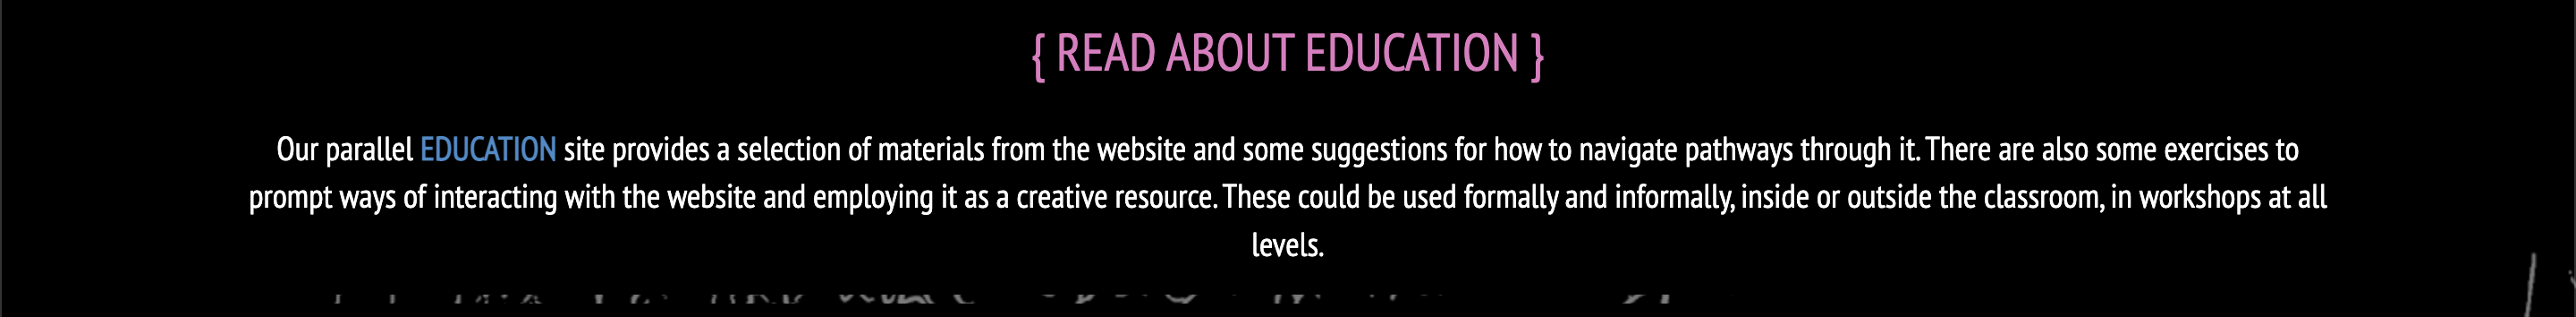 { READ ABOUT EDUCATION }
Our parallel EDUCATION site provides a selection of materials from the website and some suggestions for how to navigate pathways through it. There are also some exercises to
prompt ways of interacting with the website and employing it as a creative resource. These could be used formally and informally, inside or outside the classroom, in workshops at all
levels.